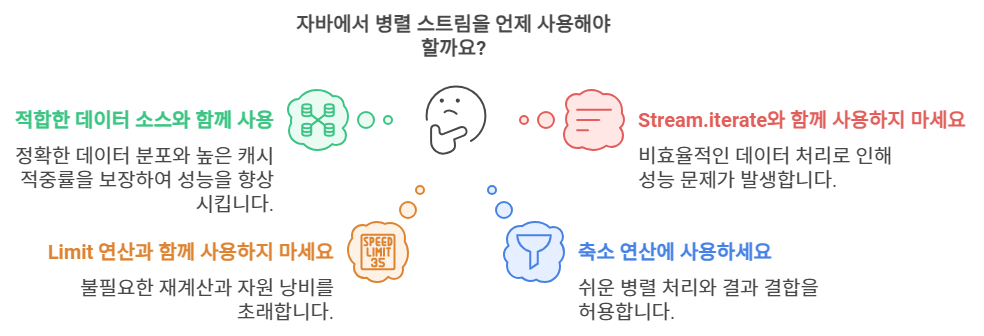 자바에서 병렬 스트림을 언제 사용해야
할까요?
적합한 데이터 소스와 함께 사용
정확한 데이터 분포와 높은 캐시
적중률을 보장하여 성능을 향상
시킵니다.
Stream.iterate와 함께 사용하지 마세요
비효율적인 데이터 처리로 인해
성능 문제가 발생합니다.
Limit 연산과 함께 사용하지 마세요
불필요한 재계산과 자원 낭비를
초래합니다.
SPEED
LIMIT
35
축소 연산에 사용하세요
쉬운 병렬 처리와 결과 결합을
허용합니다.